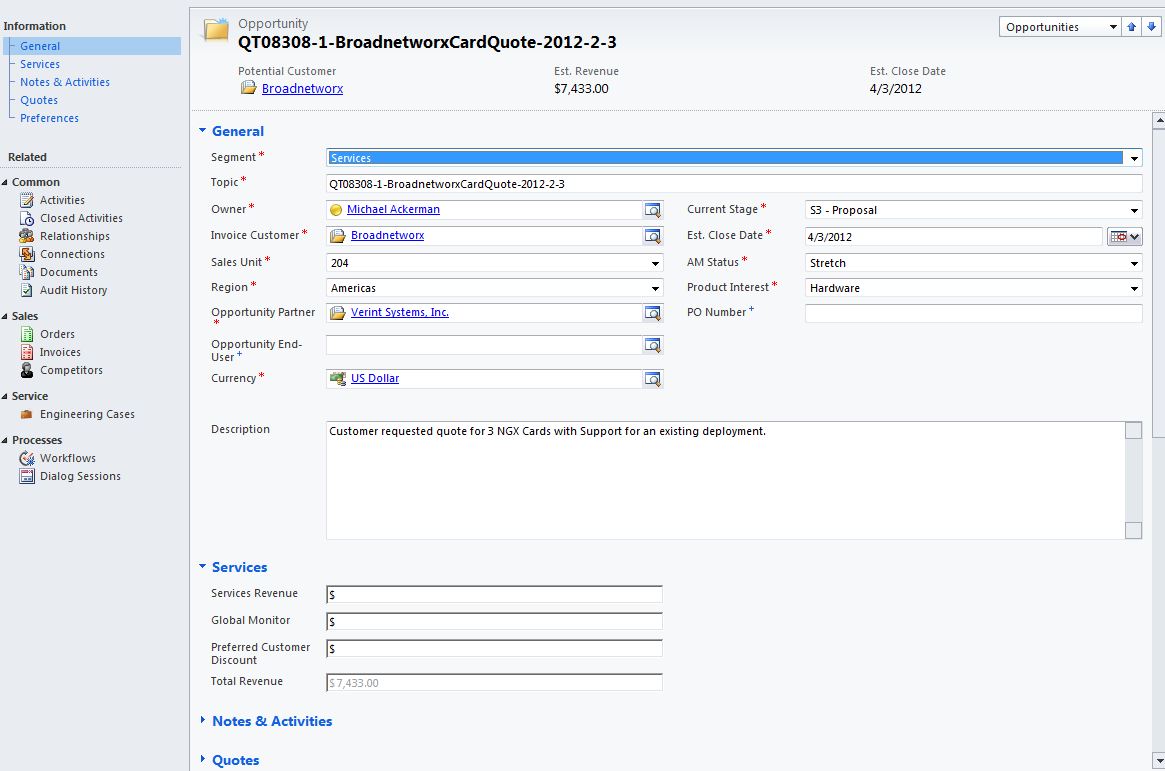 Information
General
Services
Notes & Activities
Quotes
Preferences
Related
Common
Activities
Closed Activities
Relationships
Connections
Documents
Audit History
Sales
Orders
Invoices
Competitors
Service
Engineering Cases
Processes
Workflows
Dialog Sessions
Opportunity
QT08308-1-BroadnetworxCardQuote-2012-2-3
Opportunities
Potential Customer Est. Revenue Est. Close Date
Broadnetworx $7,433.00 4/3/2012
General
Segment* Services
Topic* QT08308-1-BroadnetworxCardQuote-2012-2-3
Owner* Michael Ackerman Current Stage* S3 - Proposal
Invoice Customer* Broadnetworx Est. Close Date* 4/3/2012
Sales Unit* 204 AM Status* Stretch
Region* Americas Product Interest* Hardware
Opportunity Partner Verint Systems, Inc. PO Number+
*
Opportunity End-
User+
Currency* US Dollar
Description Customer requested quote for 3 NGX Cards with Support for an existing deployment.
Services
Services Revenue $
Global Monitor $
Preferred Customer $
Discount
Total Revenue $7,433.00
Notes & Activities
Quotes